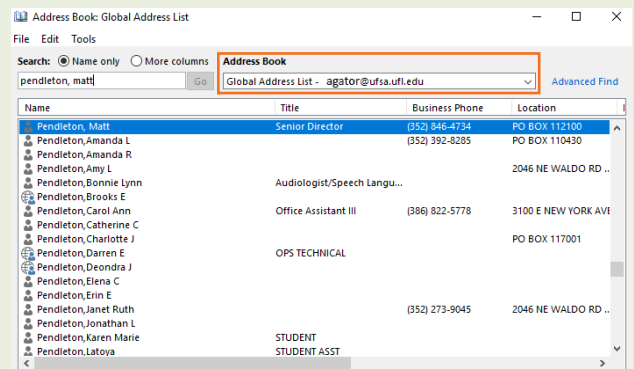 Address Book: Global Address List
File Edit Tools
Search: Name only More columns Address Book
pendleton, matt Go Global Address List - agator@ufsa.ufl.edu Advanced Find
Name Title Business Phone Location
Pendleton, Matt Senior Director (352) 846-4734 PO BOX 112100
Pendleton,Amanda L (352) 392-8285 PO BOX 110430
Pendleton,Amanda R
Pendleton,Amy L 2046 NE WALDO RD ...
Pendleton,Bonnie Lynn Audiologist/Speech Langu...
Pendleton,Brooks E
Pendleton,Carol Ann Office Assistant III (386) 822-5778 3100 E NEW YORK AVE
Pendleton,Catherine C
Pendleton,Charlotte J PO BOX 117001
Pendleton,Darren E OPS TECHNICAL
Pendleton,Deondra J
Pendleton,Elena C
Pendleton,Erin E
Pendleton,Janet Ruth (352) 273-9045 2046 NE WALDO RD ...
Pendleton,Jonathan L
Pendleton,Karen Marie STUDENT
Pendleton,Latoya STUDENT ASST